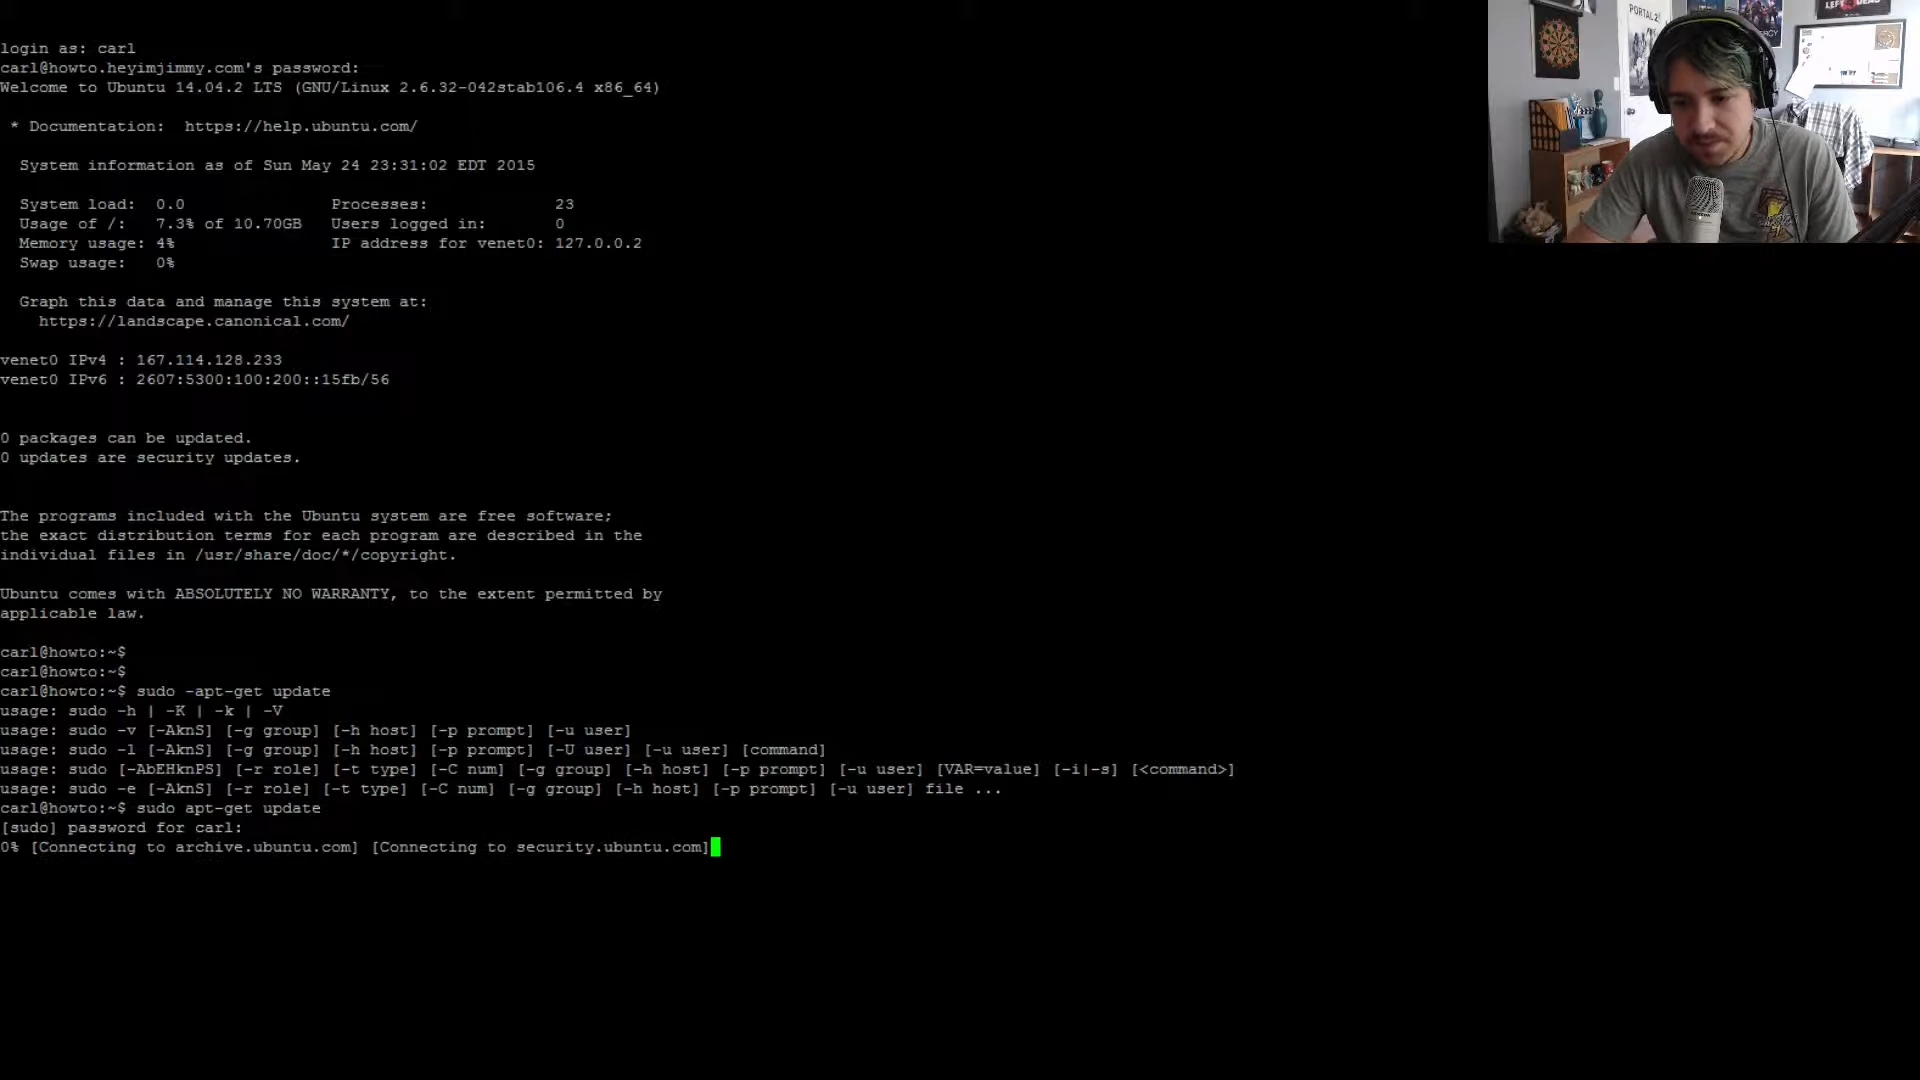 login as: carl
carl@howto.heyimjimmy.com's password:
Welcome to Ubuntu 14.04.2 LTS (GNU/Linux 2.6.32-042stab106.4 x86_64)
* Documentation:  https://help.ubuntu.com/
System information as of Sun May 24 23:31:02 EDT 2015
System load:  0.0                Processes:             23
Usage of /:   7.3% of 10.70GB   Users logged in:       0
Memory usage: 4%                IP address for venet0: 127.0.0.2
Swap usage:   0%
Graph this data and manage this system at:
https://landscape.canonical.com/
venet0 IPv4 : 167.114.128.233
venet0 IPv6 : 2607:5300:100:200::15fb/56
0 packages can be updated.
0 updates are security updates.
The programs included with the Ubuntu system are free software;
the exact distribution terms for each program are described in the
individual files in /usr/share/doc/*/copyright.
Ubuntu comes with ABSOLUTELY NO WARRANTY, to the extent permitted by
applicable law.
carl@howto:~$
carl@howto:~$
carl@howto:~$ sudo -apt-get update
usage: sudo -h | -K | -k | -V
usage: sudo -v [-AknS] [-g group] [-h host] [-p prompt] [-u user]
usage: sudo -l [-AknS] [-g group] [-h host] [-p prompt] [-U user] [-u user] [command]
usage: sudo [-AbEHknPS] [-r role] [-t type] [-C num] [-g group] [-h host] [-p prompt] [-u user] [VAR=value] [-i|-s] [<command>]
usage: sudo -e [-AknS] [-r role] [-t type] [-C num] [-g group] [-h host] [-p prompt] [-u user] file ...
carl@howto:~$ sudo apt-get update
[sudo] password for carl:
0% [Connecting to archive.ubuntu.com] [Connecting to security.ubuntu.com]
PORTAL 2
LEFT 4 DEAD